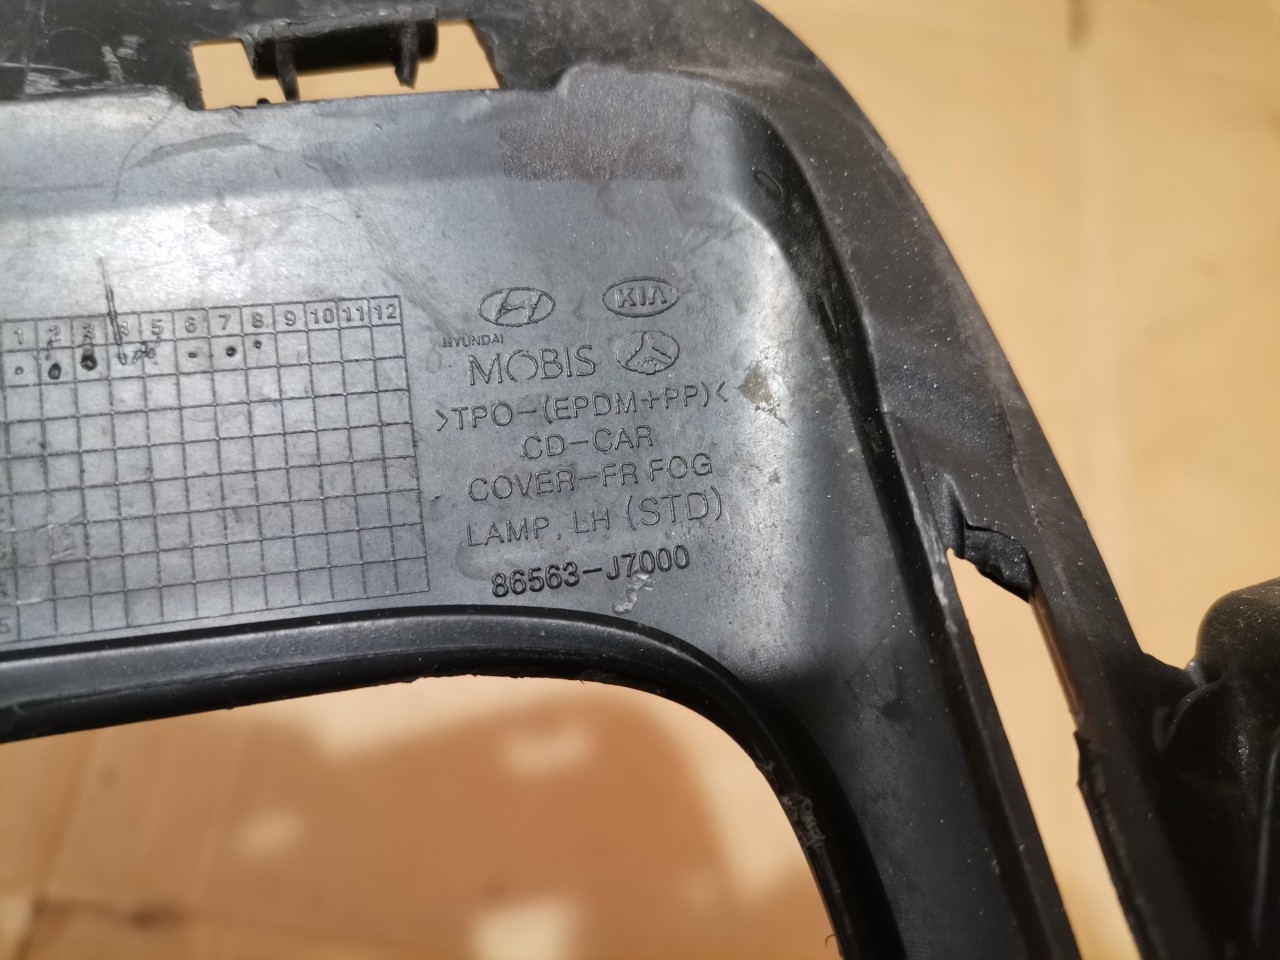 1 2 3 4 5 6 7 8 9 10 11 12
KIA
HYUNDAI
MOBIS
>TPO-(EPDM+PP)<
CD-CAR
COVER-FR FOG
LAMP, LH (STD)
86563-J7000